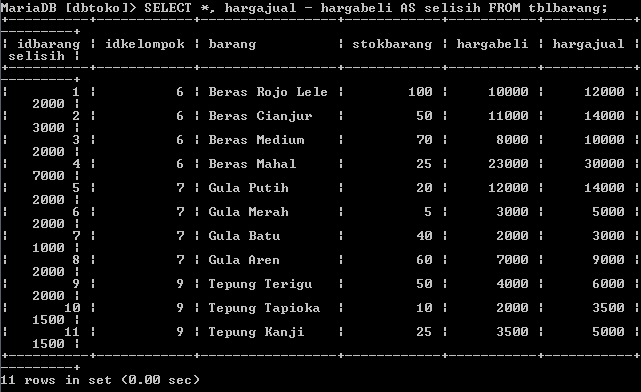 MariaDB [dbtoko]> SELECT *, hargajual - hargabeli AS selisih FROM tblbarang;
+----------+------------+------------------+------------+-----------+-----------+
---------+
| idbarang | idkelompok | barang           | stokbarang | hargabeli | hargajual |
 selisih |
+----------+------------+------------------+------------+-----------+-----------+
---------+
|        1 |          6 | Beras Rojo Lele  |        100 |     10000 |     12000 |
    2000 |
|        2 |          6 | Beras Cianjur    |         50 |     11000 |     14000 |
    3000 |
|        3 |          6 | Beras Medium     |         70 |      8000 |     10000 |
    2000 |
|        4 |          6 | Beras Mahal      |         25 |     23000 |     30000 |
    7000 |
|        5 |          7 | Gula Putih       |         20 |     12000 |     14000 |
    2000 |
|        6 |          7 | Gula Merah       |          5 |      3000 |      5000 |
    2000 |
|        7 |          7 | Gula Batu        |         40 |      2000 |      3000 |
    1000 |
|        8 |          7 | Gula Aren        |         60 |      7000 |      9000 |
    2000 |
|        9 |          9 | Tepung Terigu    |         50 |      4000 |      6000 |
    2000 |
|       10 |          9 | Tepung Tapioka   |         10 |      2000 |      3500 |
    1500 |
|       11 |          9 | Tepung Kanji     |         25 |      3500 |      5000 |
    1500 |
+----------+------------+------------------+------------+-----------+-----------+
---------+
11 rows in set (0.00 sec)